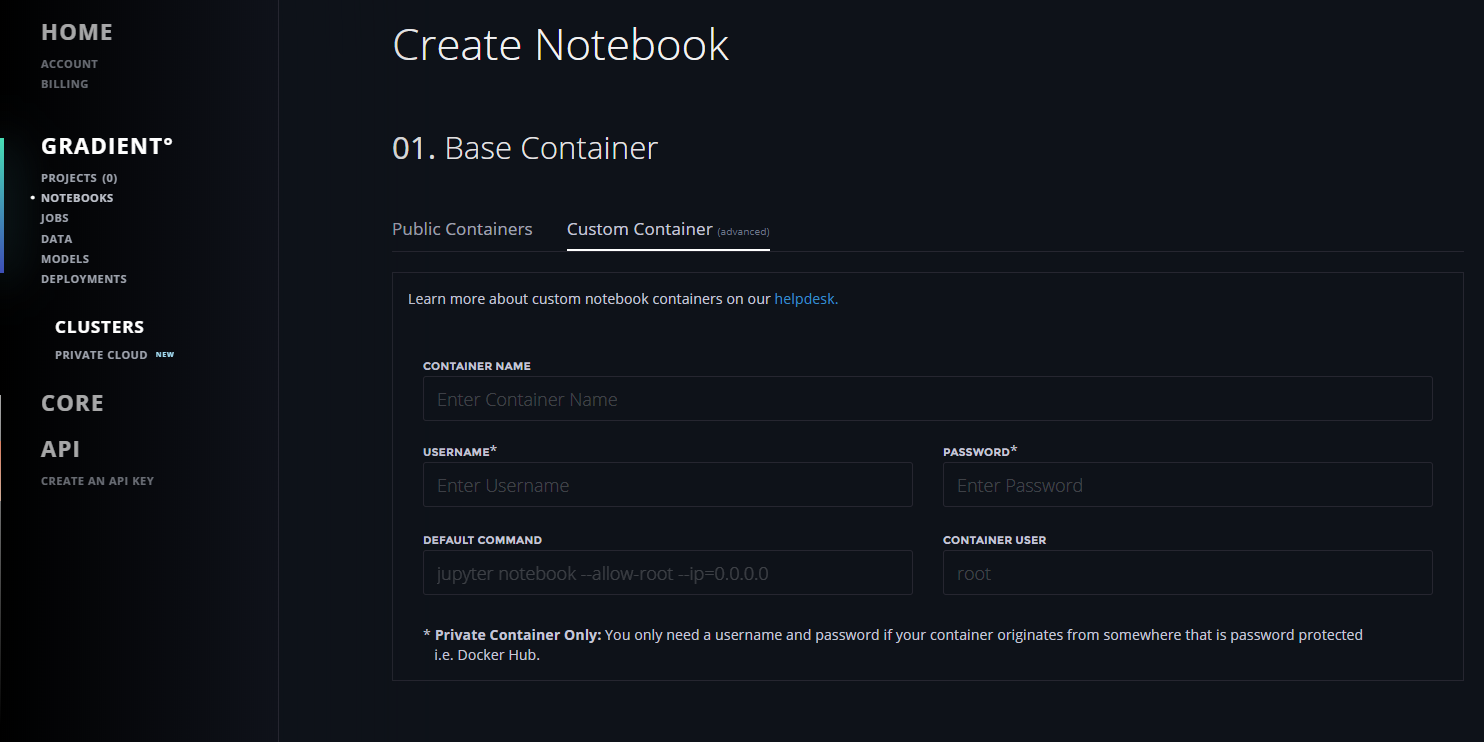 HOME
ACCOUNT
BILLING
GRADIENT°
PROJECTS (0)
• NOTEBOOKS
JOBS
DATA
MODELS
DEPLOYMENTS
CLUSTERS
PRIVATE CLOUD NEW
CORE
API
CREATE AN API KEY
Create Notebook
01. Base Container
Public Containers Custom Container (advanced)
Learn more about custom notebook containers on our helpdesk.
CONTAINER NAME
Enter Container Name
USERNAME* PASSWORD*
Enter Username Enter Password
DEFAULT COMMAND CONTAINER USER
jupyter notebook --allow-root --ip=0.0.0.0 root
* Private Container Only: You only need a username and password if your container originates from somewhere that is password protected
i.e. Docker Hub.